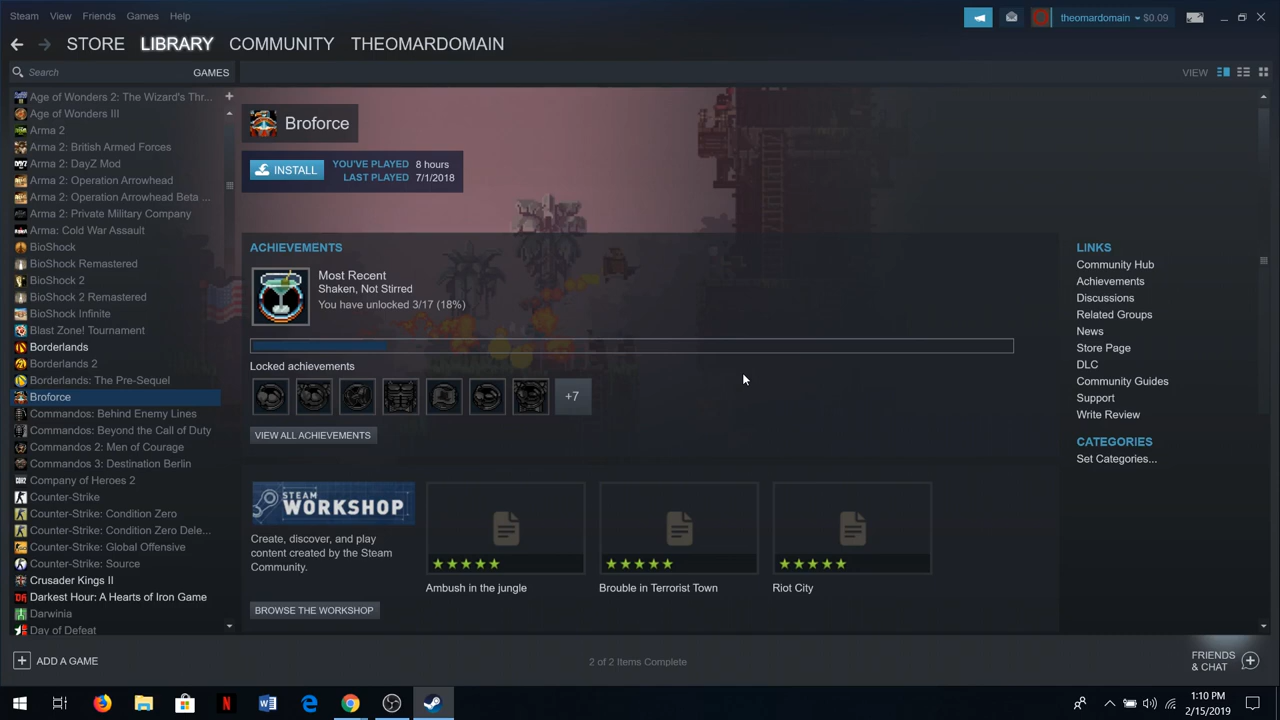 Steam View Friends Games Help
theomardomain $0.09
STORE LIBRARY COMMUNITY THEOMARDOMAIN
Search GAMES
VIEW
Age of Wonders 2: The Wizard's Thr...
Age of Wonders III
Arma 2
Arma 2: British Armed Forces
Arma 2: DayZ Mod
Arma 2: Operation Arrowhead
Arma 2: Operation Arrowhead Beta ...
Arma 2: Private Military Company
Arma: Cold War Assault
BioShock
BioShock Remastered
BioShock 2
BioShock 2 Remastered
BioShock Infinite
Blast Zone! Tournament
Borderlands
Borderlands 2
Borderlands: The Pre-Sequel
Broforce
Commandos: Behind Enemy Lines
Commandos: Beyond the Call of Duty
Commandos 2: Men of Courage
Commandos 3: Destination Berlin
Company of Heroes 2
Counter-Strike
Counter-Strike: Condition Zero
Counter-Strike: Condition Zero Dele...
Counter-Strike: Global Offensive
Counter-Strike: Source
Crusader Kings II
Darkest Hour: A Hearts of Iron Game
Darwinia
Day of Defeat
Broforce
INSTALL
YOU'VE PLAYED 8 hours
LAST PLAYED 7/1/2018
ACHIEVEMENTS
Most Recent
Shaken, Not Stirred
You have unlocked 3/17 (18%)
Locked achievements
+7
VIEW ALL ACHIEVEMENTS
STEAM
WORKSHOP
Create, discover, and play
content created by the Steam
Community.
BROWSE THE WORKSHOP
Ambush in the jungle
Brouble in Terrorist Town
Riot City
LINKS
Community Hub
Achievements
Discussions
Related Groups
News
Store Page
DLC
Community Guides
Support
Write Review
CATEGORIES
Set Categories...
ADD A GAME
2 of 2 Items Complete
FRIENDS
& CHAT
1:10 PM
2/15/2019